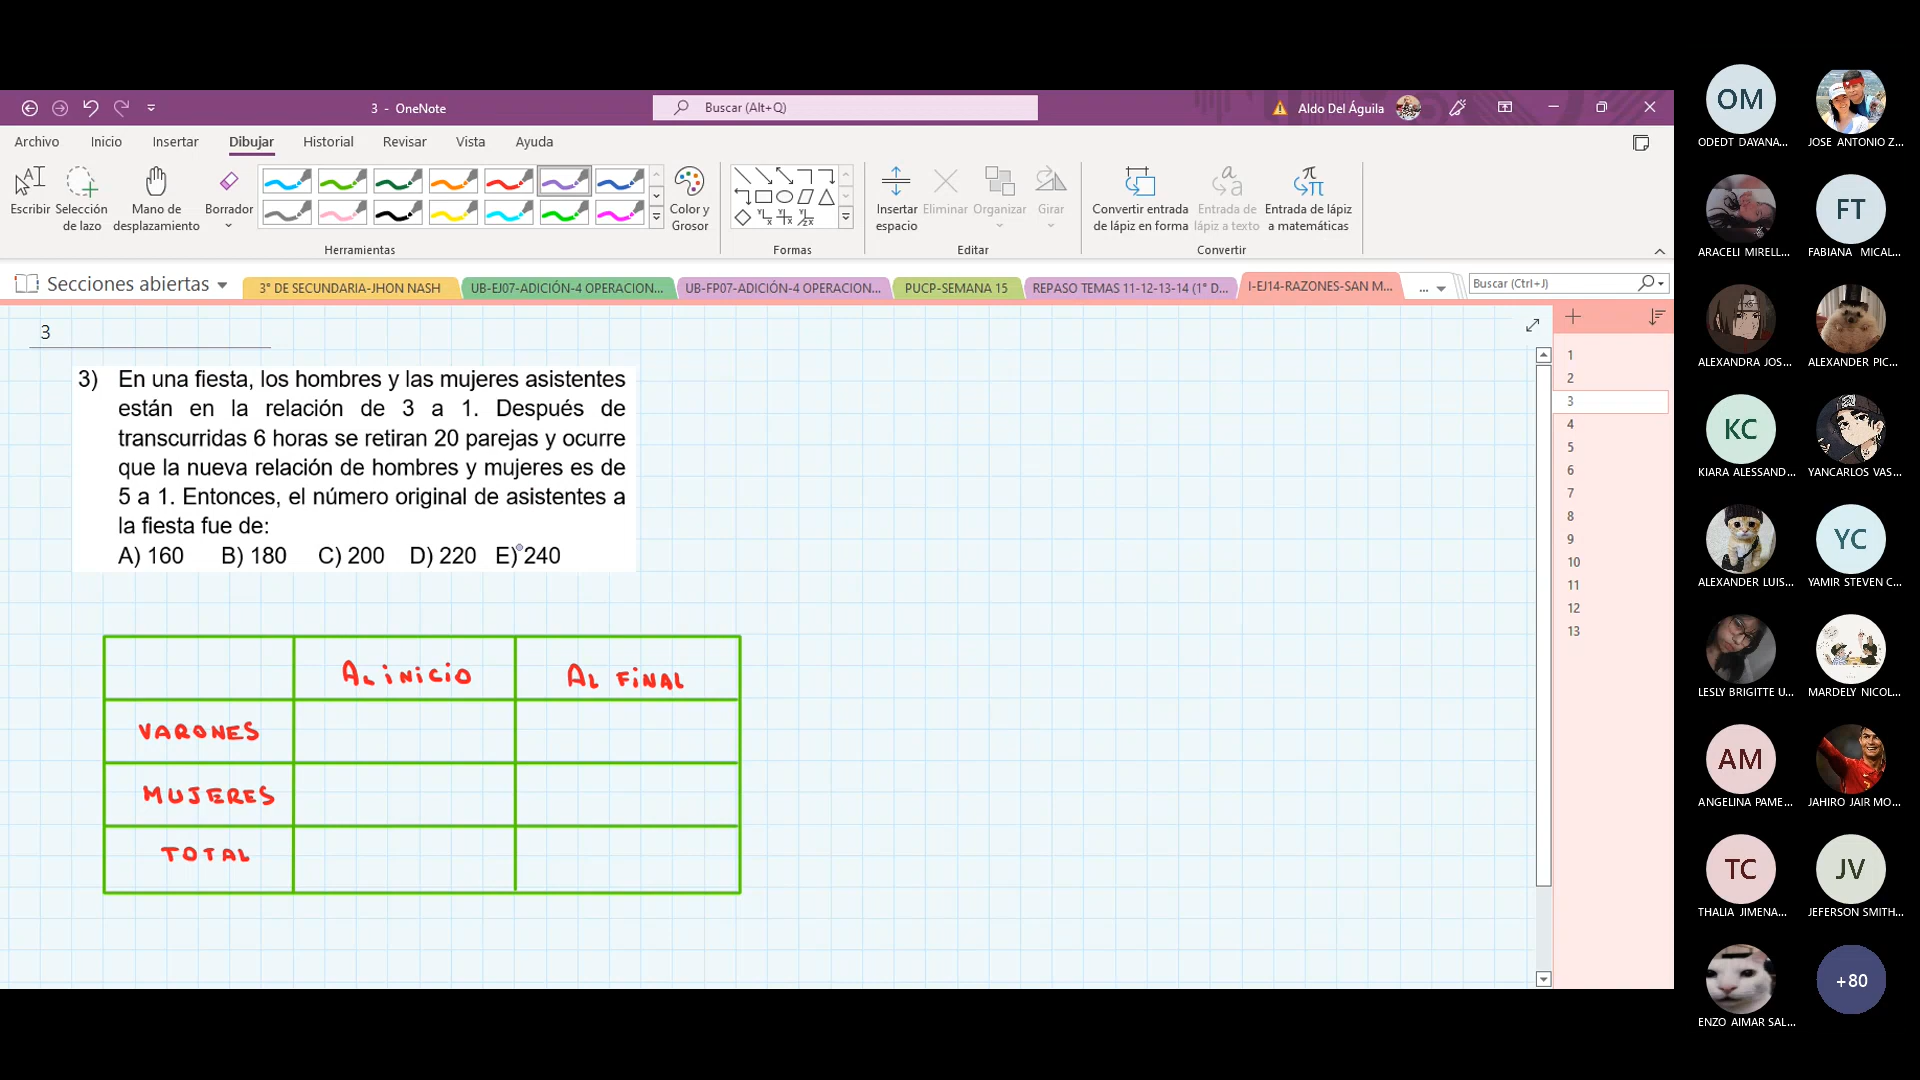 3 - OneNote
Buscar (Alt+Q)
Aldo Del Águila
Archivo Inicio Insertar Dibujar Historial Revisar Vista Ayuda
Escribir
Selección de lazo
Mano de desplazamiento
Borrador
Color y Grosor
Insertar espacio
Eliminar
Organizar
Girar
Convertir entrada de lápiz en forma
Entrada de lápiz a texto
Entrada de lápiz a matemáticas
Herramientas Formas Editar Convertir
Secciones abiertas
3° DE SECUNDARIA-JHON NASH
UB-EJ07-ADICIÓN-4 OPERACION...
UB-FP07-ADICIÓN-4 OPERACION...
PUCP-SEMANA 15
REPASO TEMAS 11-12-13-14 (1° D...
I-EJ14-RAZONES-SAN M...
...
Buscar (Ctrl+J)
3
3) En una fiesta, los hombres y las mujeres asistentes
están en la relación de 3 a 1. Después de
transcurridas 6 horas se retiran 20 parejas y ocurre
que la nueva relación de hombres y mujeres es de
5 a 1. Entonces, el número original de asistentes a
la fiesta fue de:
A) 160 B) 180 C) 200 D) 220 E) 240
AL INICIO AL FINAL
VARONES
MUJERES
TOTAL
1
2
3
4
5
6
7
8
9
10
11
12
13
OM
ODEDT DAYANA... JOSE ANTONIO Z...
FT
ARACELI MIRELL... FABIANA MICAL...
ALEXANDRA JOS... ALEXANDER PIC...
KC
KIARA ALESSAND... YANCARLOS VAS...
YC
ALEXANDER LUIS... YAMIR STEVEN C...
LESLY BRIGITTE U... MARDELY NICOL...
AM
ANGELINA PAME... JAHIRO JAIR MO...
TC JV
THALIA JIMENA... JEFERSON SMITH...
+80
ENZO AIMAR SAL...